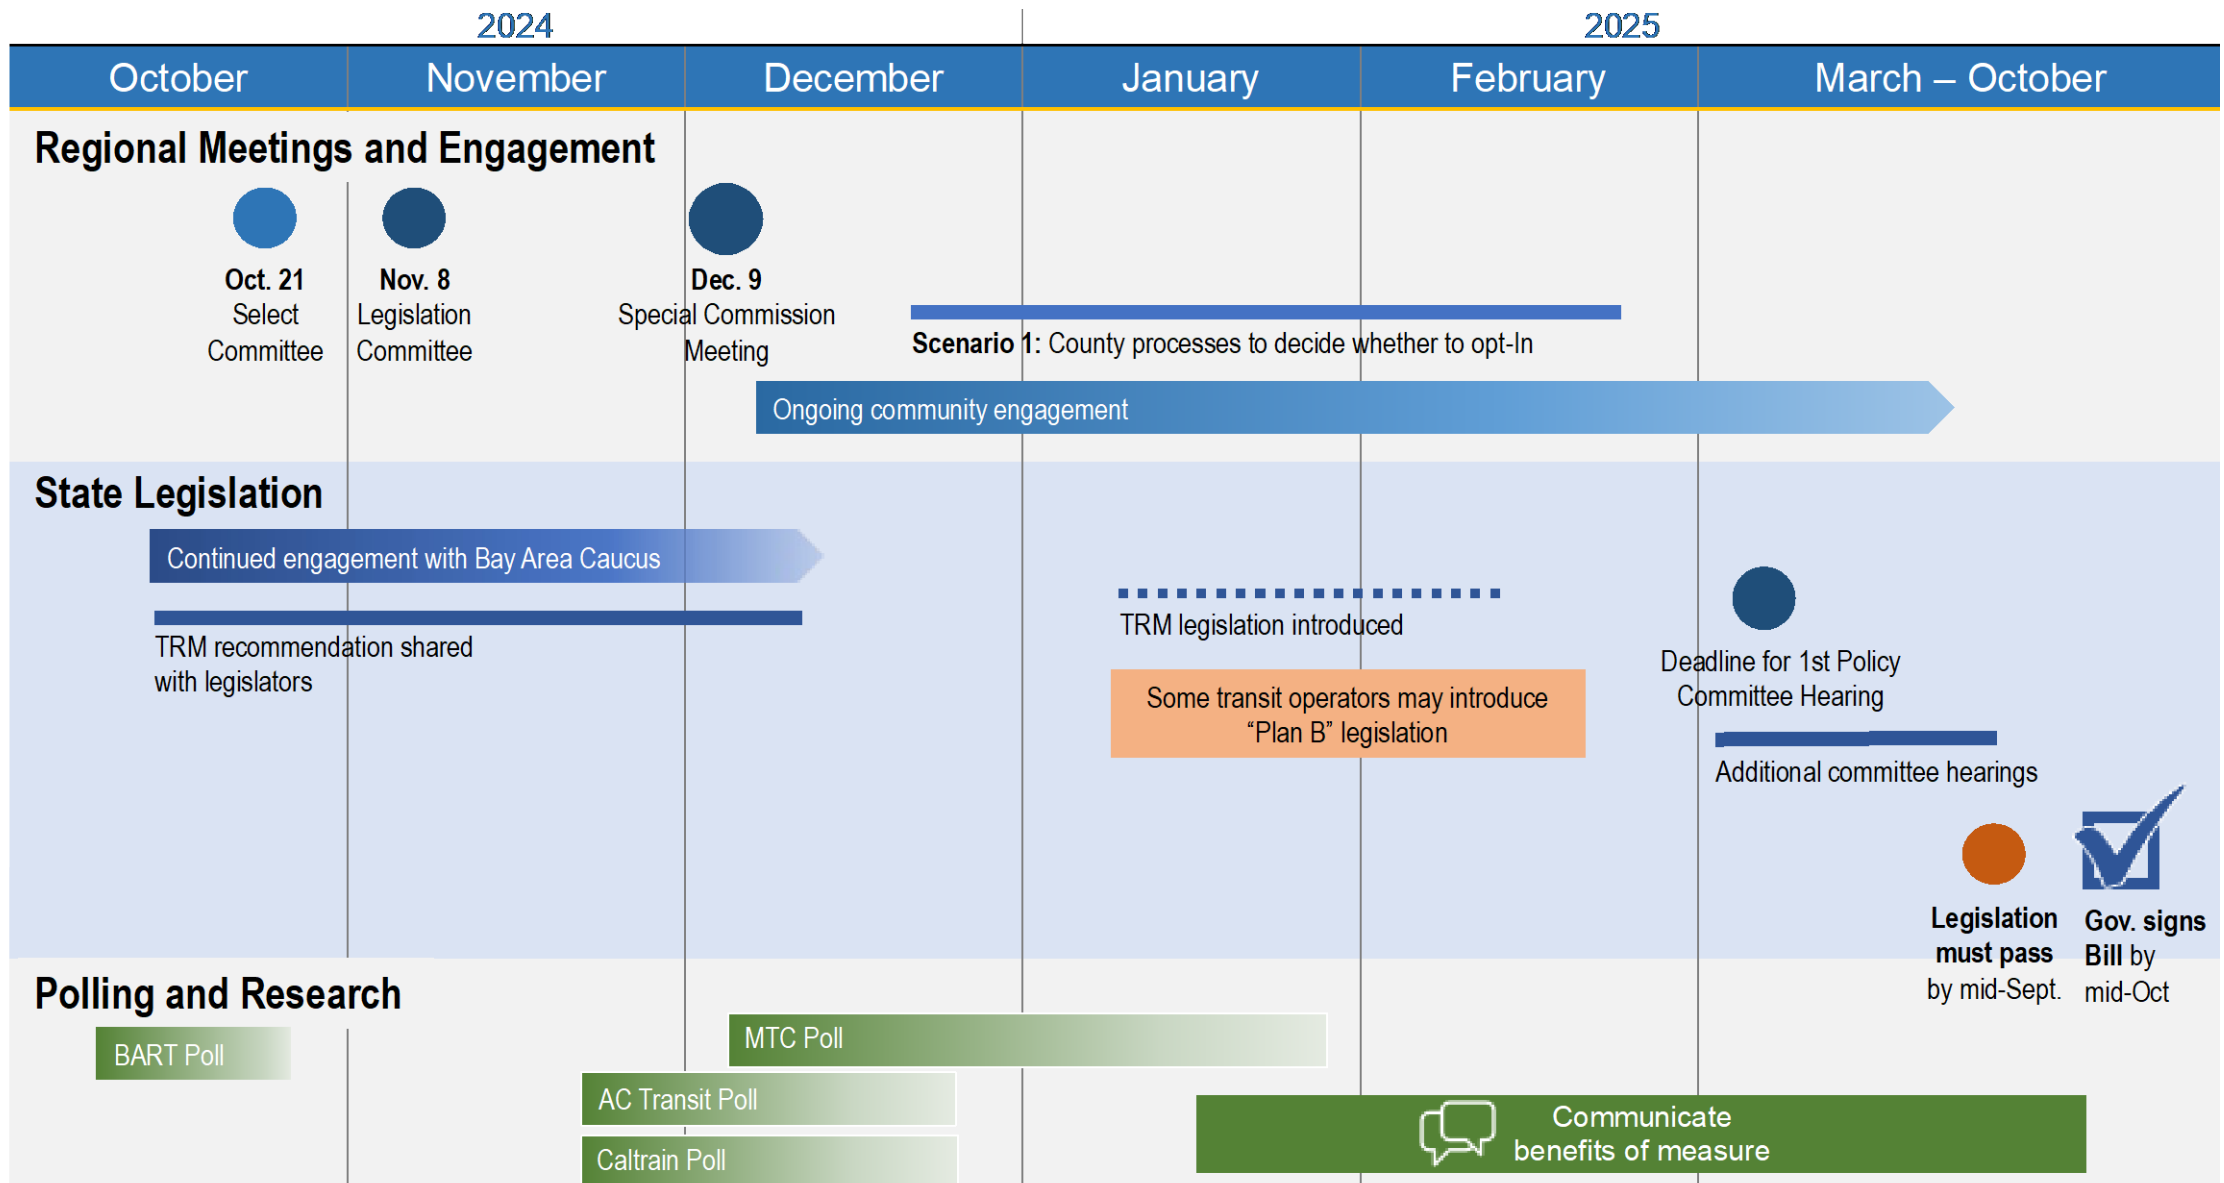 2024
2025
October
November
December
January
February
March – October
Regional Meetings and Engagement
Oct. 21
Select
Committee
Nov. 8
Legislation
Committee
Dec. 9
Special Commission
Meeting
Scenario 1: County processes to decide whether to opt-In
Ongoing community engagement
State Legislation
Continued engagement with Bay Area Caucus
TRM recommendation shared
with legislators
TRM legislation introduced
Some transit operators may introduce
“Plan B” legislation
Deadline for 1st Policy
Committee Hearing
Additional committee hearings
Legislation
must pass
by mid-Sept.
Gov. signs
Bill by
mid-Oct
Polling and Research
BART Poll
MTC Poll
AC Transit Poll
Caltrain Poll
Communicate
benefits of measure